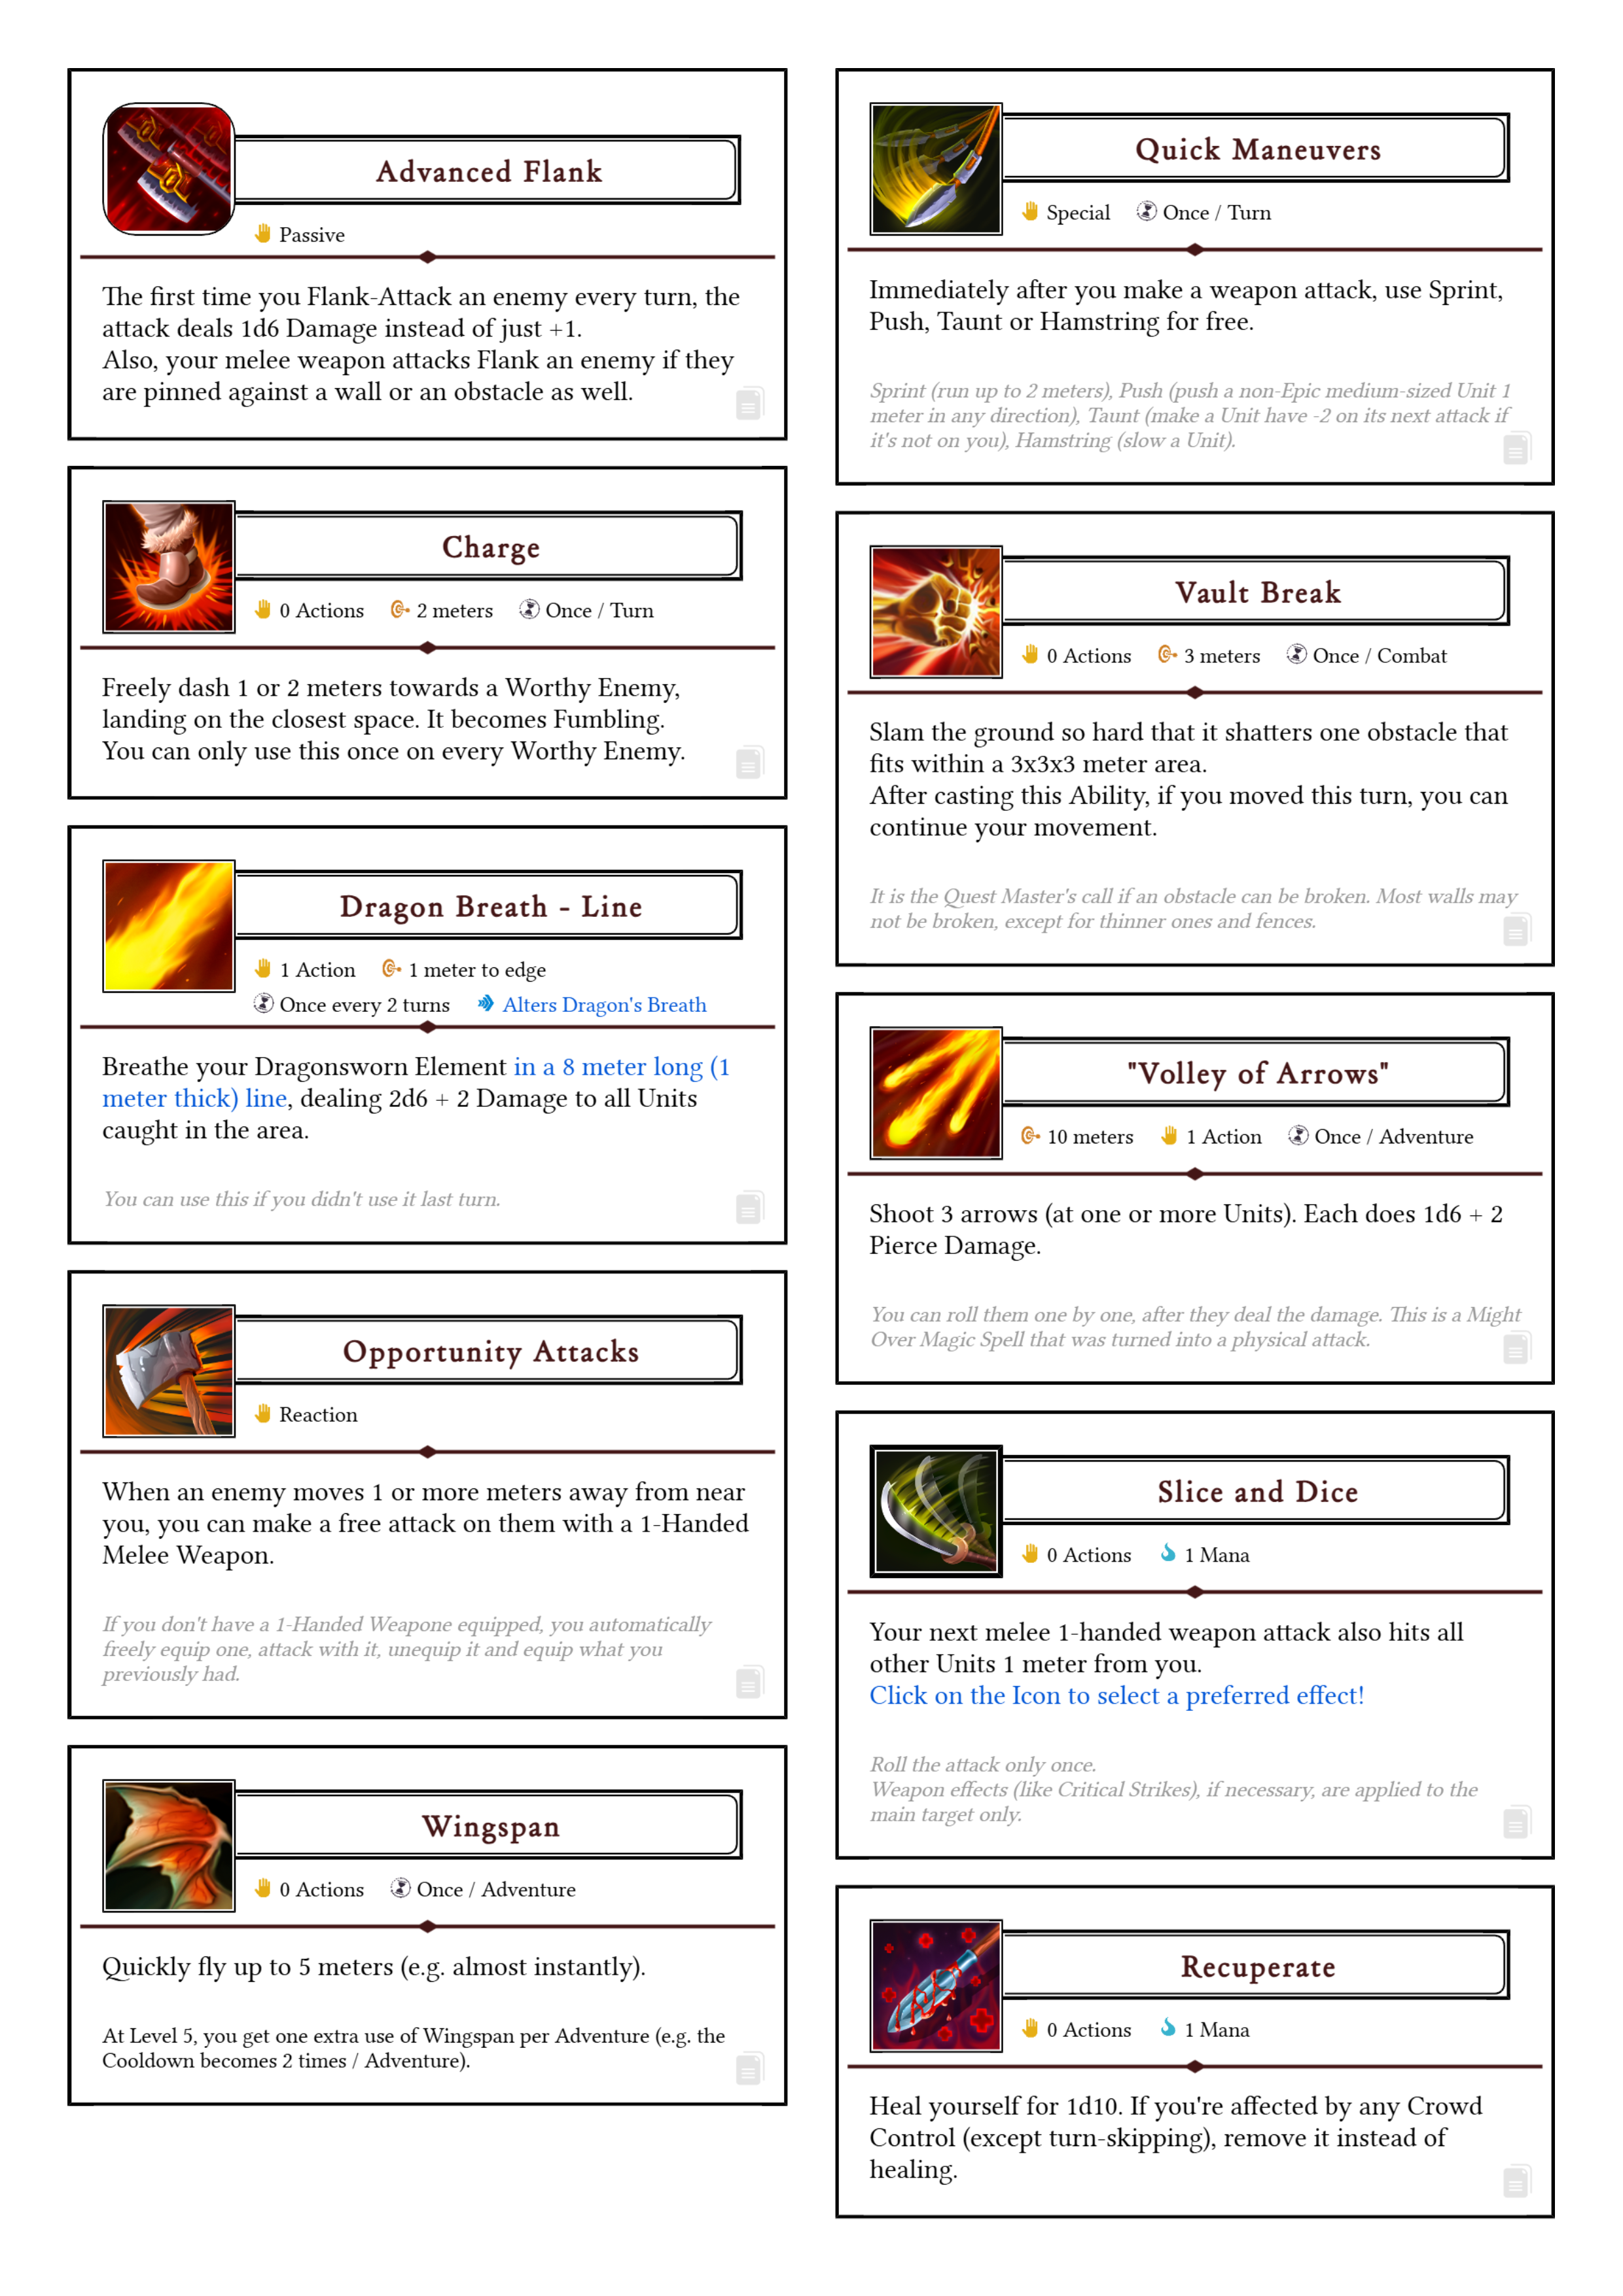 Advanced Flank
Passive
The first time you Flank-Attack an enemy every turn, the
attack deals 1d6 Damage instead of just +1.
Also, your melee weapon attacks Flank an enemy if they
are pinned against a wall or an obstacle as well.
Charge
0 Actions 2 meters Once / Turn
Freely dash 1 or 2 meters towards a Worthy Enemy,
landing on the closest space. It becomes Fumbling.
You can only use this once on every Worthy Enemy.
Dragon Breath - Line
1 Action 1 meter to edge
Once every 2 turns Alters Dragon's Breath
Breathe your Dragonsworn Element in a 8 meter long (1
meter thick) line, dealing 2d6 + 2 Damage to all Units
caught in the area.
You can use this if you didn't use it last turn.
Opportunity Attacks
Reaction
When an enemy moves 1 or more meters away from near
you, you can make a free attack on them with a 1-Handed
Melee Weapon.
If you don't have a 1-Handed Weapone equipped, you automatically
freely equip one, attack with it, unequip it and equip what you
previously had.
Wingspan
0 Actions Once / Adventure
Quickly fly up to 5 meters (e.g. almost instantly).
At Level 5, you get one extra use of Wingspan per Adventure (e.g. the
Cooldown becomes 2 times / Adventure).
Quick Maneuvers
Special Once / Turn
Immediately after you make a weapon attack, use Sprint,
Push, Taunt or Hamstring for free.
Sprint (run up to 2 meters), Push (push a non-Epic medium-sized Unit 1
meter in any direction), Taunt (make a Unit have -2 on its next attack if
it's not on you), Hamstring (slow a Unit).
Vault Break
0 Actions 3 meters Once / Combat
Slam the ground so hard that it shatters one obstacle that
fits within a 3x3x3 meter area.
After casting this Ability, if you moved this turn, you can
continue your movement.
It is the Quest Master's call if an obstacle can be broken. Most walls may
not be broken, except for thinner ones and fences.
"Volley of Arrows"
10 meters 1 Action Once / Adventure
Shoot 3 arrows (at one or more Units). Each does 1d6 + 2
Pierce Damage.
You can roll them one by one, after they deal the damage. This is a Might
Over Magic Spell that was turned into a physical attack.
Slice and Dice
0 Actions 1 Mana
Your next melee 1-handed weapon attack also hits all
other Units 1 meter from you.
Click on the Icon to select a preferred effect!
Roll the attack only once.
Weapon effects (like Critical Strikes), if necessary, are applied to the
main target only.
Recuperate
0 Actions 1 Mana
Heal yourself for 1d10. If you're affected by any Crowd
Control (except turn-skipping), remove it instead of
healing.